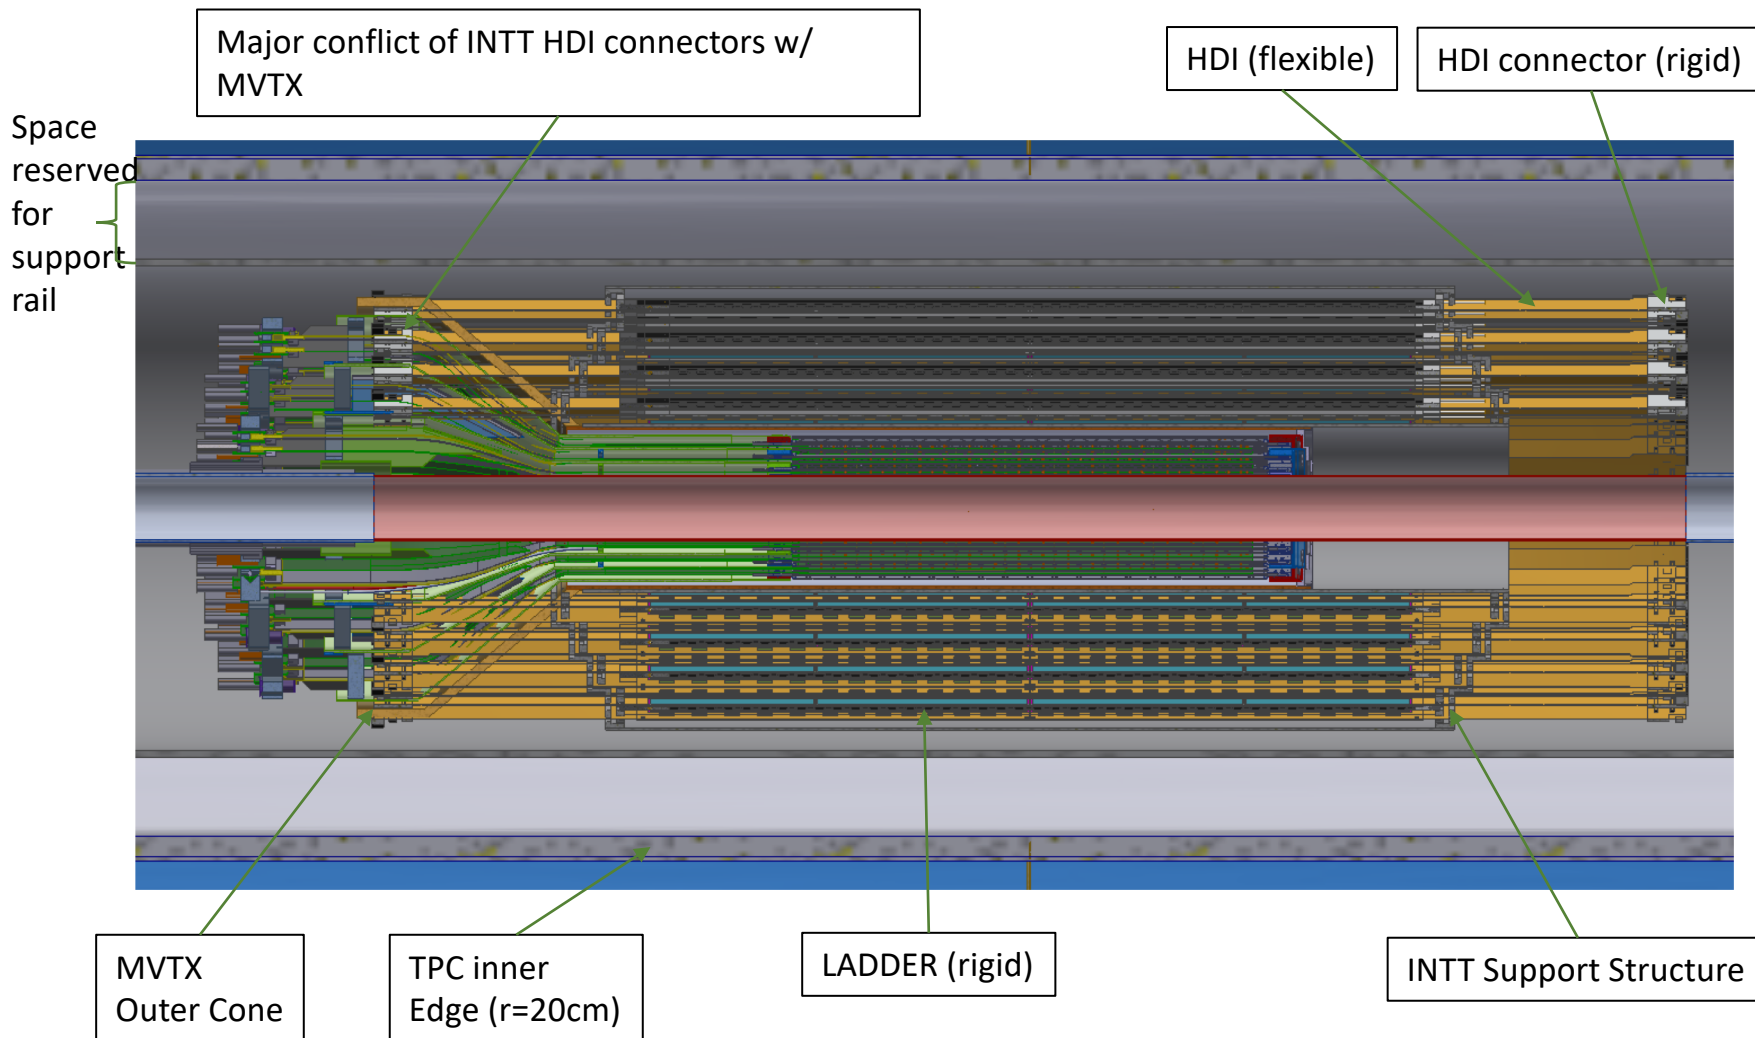 Major conflict of INTT HDI connectors w/
MVTX
HDI (flexible)
HDI connector (rigid)
Space
reserved
for
support
rail
MVTX
Outer Cone
TPC inner
Edge (r=20cm)
LADDER (rigid)
INTT Support Structure